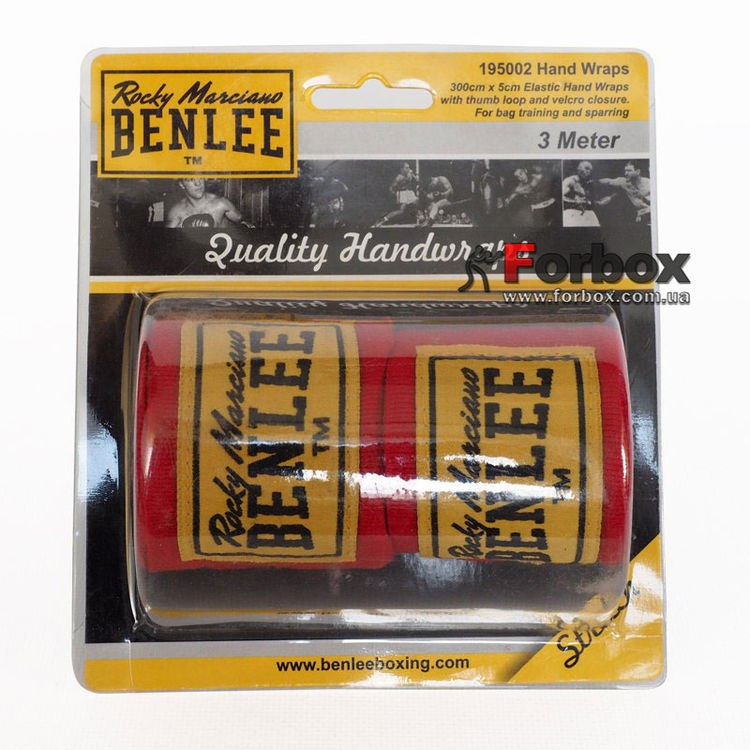 Rocky Marciano
BENLEE
TM
195002 Hand Wraps
300cm x 5cm Elastic Hand Wraps
with thumb loop and velcro closure.
For bag training and sparring
3 Meter
Quality Handwraps
Forbox
www.forbox.com.ua
Rocky Marciano
BENLEE
TM
Rocky Marciano
BENLEE
TM
www.benleeboxing.com